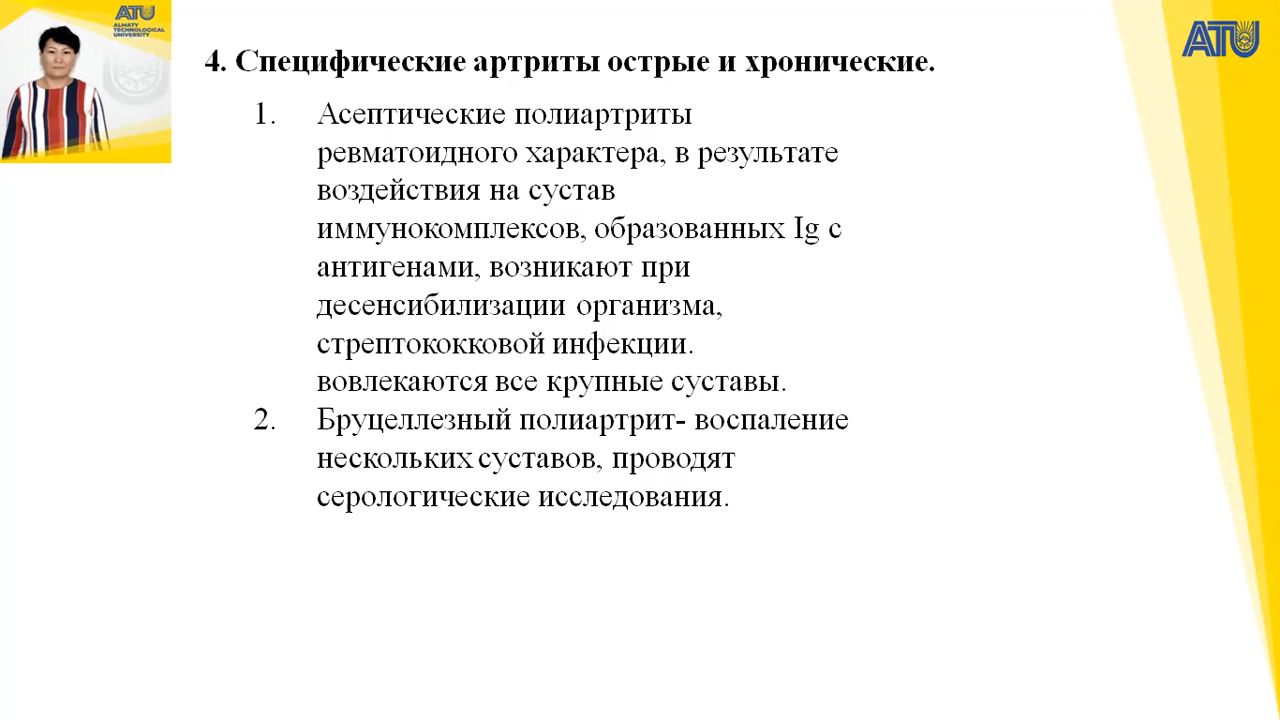 ATU
ALMATY
TECHNOLOGICAL
UNIVERSITY
ATU
4. Специфические артриты острые и хронические.
1. Асептические полиартриты
ревматоидного характера, в результате
воздействия на сустав
иммунокомплексов, образованных Ig с
антигенами, возникают при
десенсибилизации организма,
стрептококковой инфекции.
вовлекаются все крупные суставы.
2. Бруцеллезный полиартрит- воспаление
нескольких суставов, проводят
серологические исследования.